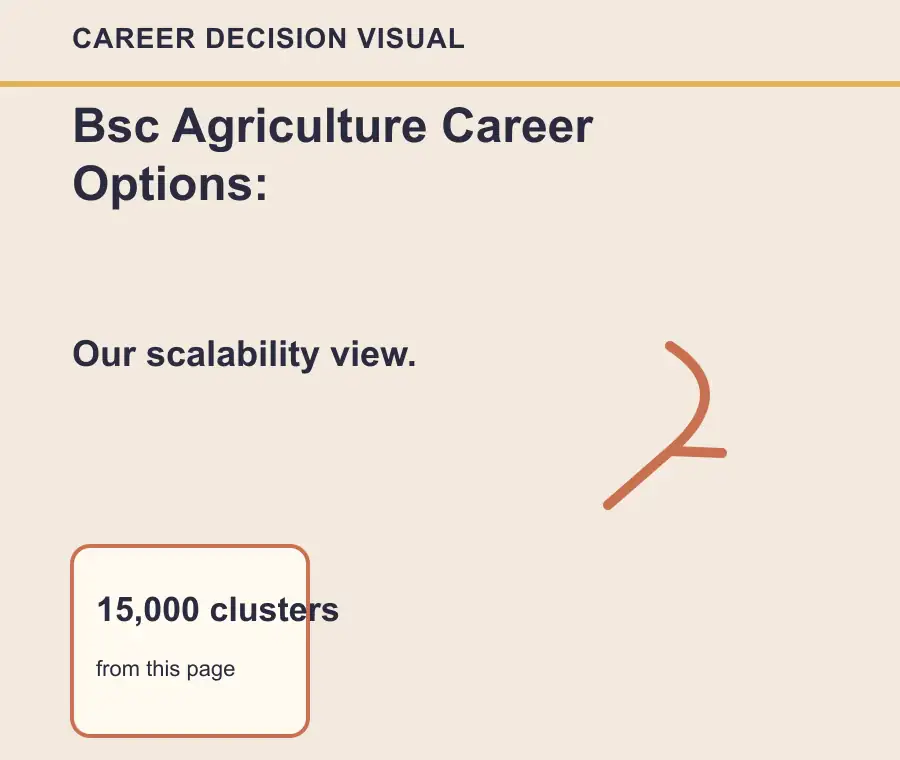 CAREER DECISION VISUAL
Bsc Agriculture Career
Options:
Our scalability view.
15,000 clusters
from this page